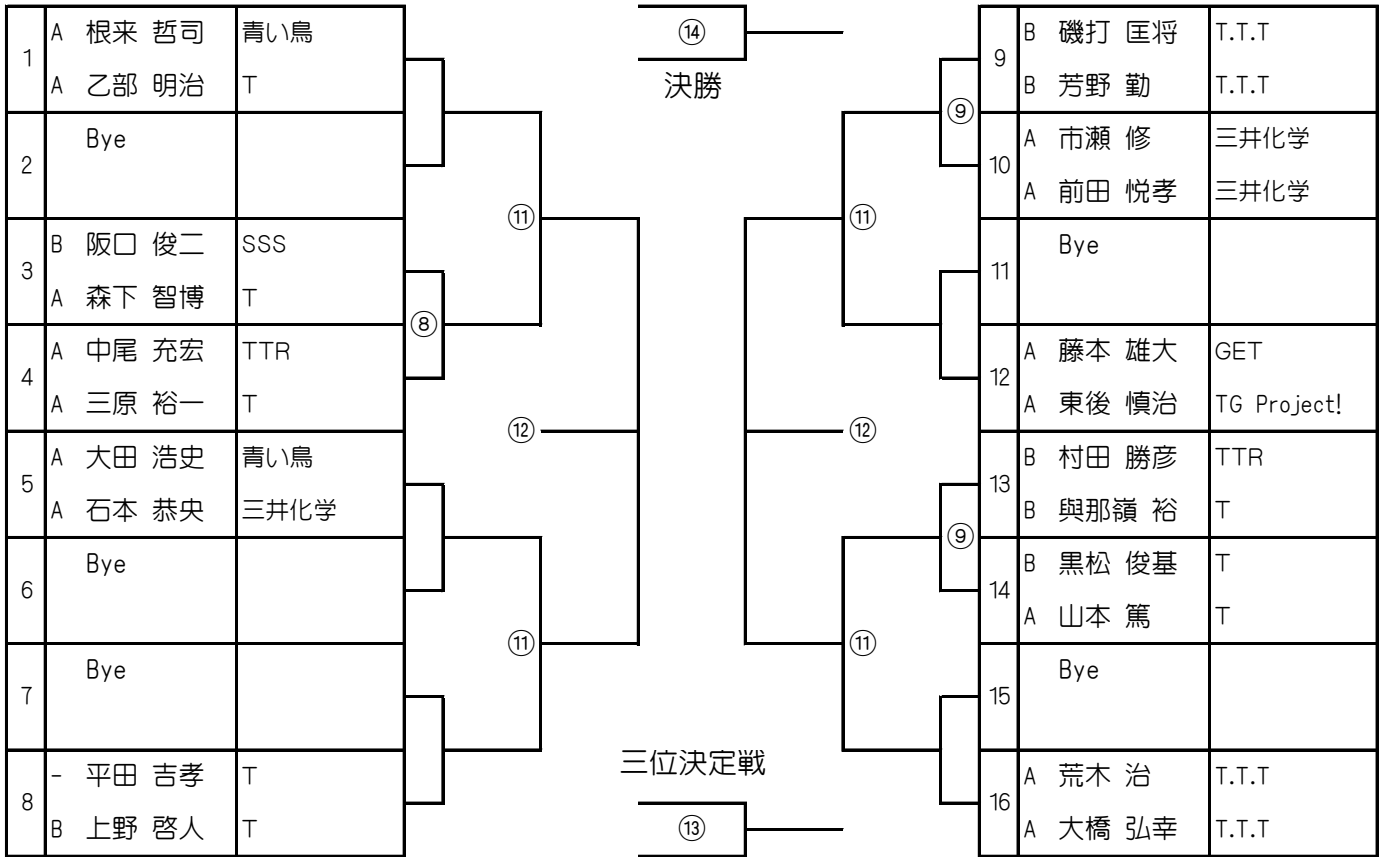 1
A 根来 哲司 青い鳥
A 乙部 明治 T
2
Bye
3
B 阪口 俊二 SSS
A 森下 智博 T
4
A 中尾 充宏 TTR
A 三原 裕一 T
5
A 大田 浩史 青い鳥
A 石本 恭央 三井化学
6
Bye
7
Bye
8
- 平田 吉孝 T
B 上野 啓人 T
⑧
⑪
⑪
⑫
⑭
決勝
三位決定戦
⑬
⑫
⑪
⑪
⑨
⑨
9
B 磯打 匡将 T.T.T
B 芳野 勤 T.T.T
10
A 市瀬 修 三井化学
A 前田 悦孝 三井化学
11
Bye
12
A 藤本 雄大 GET
A 東後 慎治 TG Project!
13
B 村田 勝彦 TTR
B 與那嶺 裕 T
14
B 黒松 俊基 T
A 山本 篤 T
15
Bye
16
A 荒木 治 T.T.T
A 大橋 弘幸 T.T.T